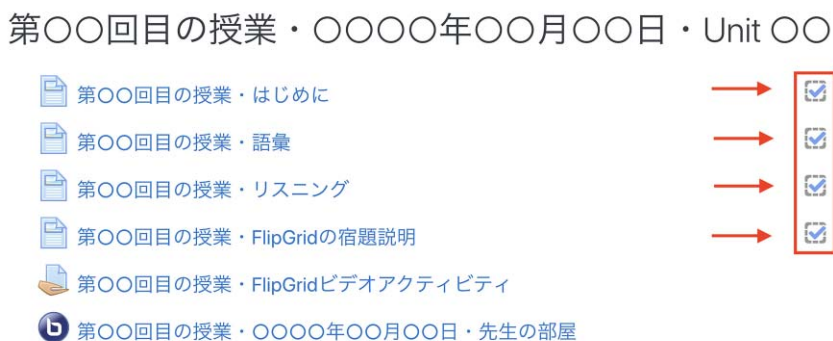 第〇〇回目の授業・〇〇〇〇年〇〇月〇〇日・Unit 〇〇
第〇〇回目の授業・はじめに
第〇〇回目の授業・語彙
第〇〇回目の授業・リスニング
第〇〇回目の授業・FlipGridの宿題説明
第〇〇回目の授業・FlipGridビデオアクティビティ
b 第〇〇回目の授業・〇〇〇〇年〇〇月〇〇日・先生の部屋